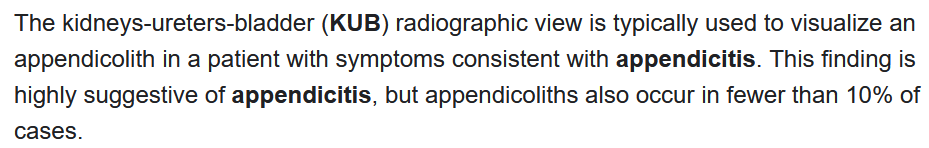 The kidneys-ureters-bladder (KUB) radiographic view is typically used to visualize an
appendicolith in a patient with symptoms consistent with appendicitis. This finding is
highly suggestive of appendicitis, but appendicoliths also occur in fewer than 10% of
cases.